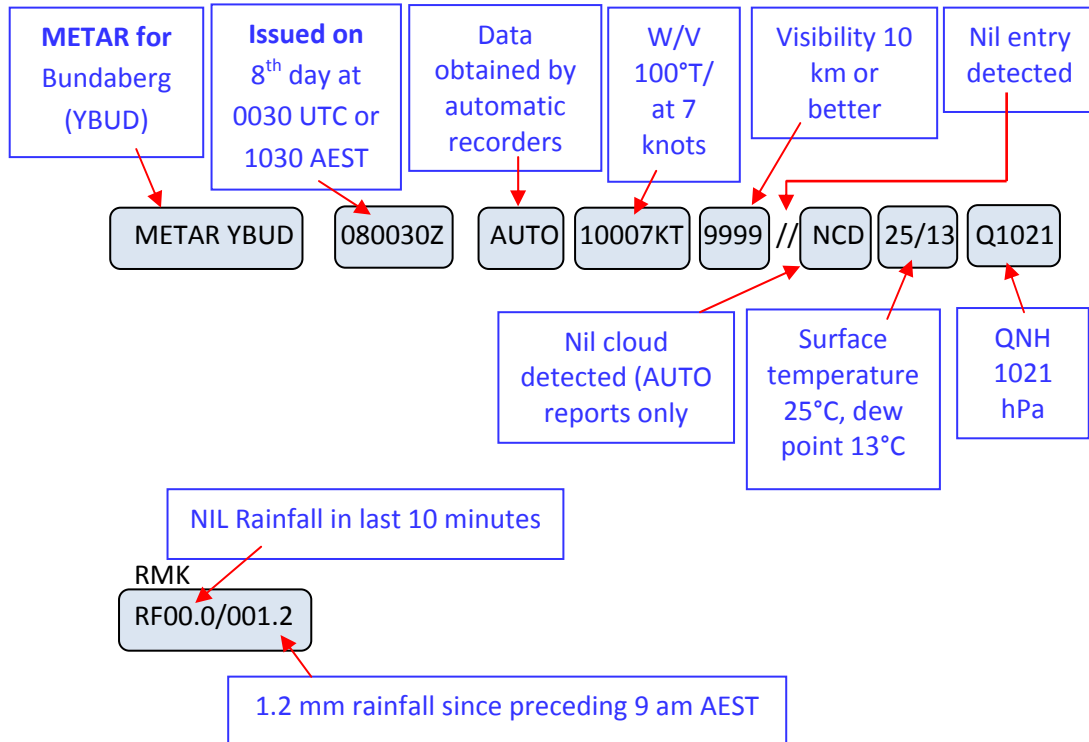 METAR for
Bundaberg
(YBUD)
Issued on
8th day at
0030 UTC or
1030 AEST
Data
obtained by
automatic
recorders
W/V
100°T/
at 7
knots
Visibility 10
km or
better
Nil entry
detected
METAR YBUD 080030Z AUTO 10007KT 9999 // NCD 25/13 Q1021
Nil cloud
detected (AUTO
reports only
Surface
temperature
25°C, dew
point 13°C
QNH
1021
hPa
NIL Rainfall in last 10 minutes
RMK
RF00.0/001.2
1.2 mm rainfall since preceding 9 am AEST